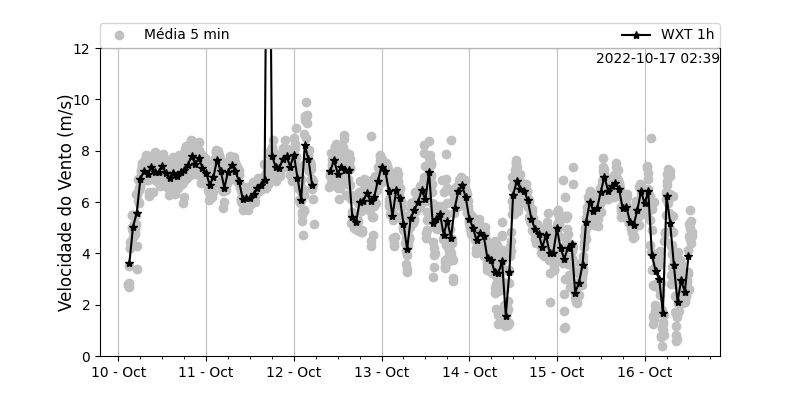 Média 5 min
WXT 1h
2022-10-17 02:39
Velocidade do Vento (m/s)
12
10
8
6
4
2
0
10 - Oct
11 - Oct
12 - Oct
13 - Oct
14 - Oct
15 - Oct
16 - Oct